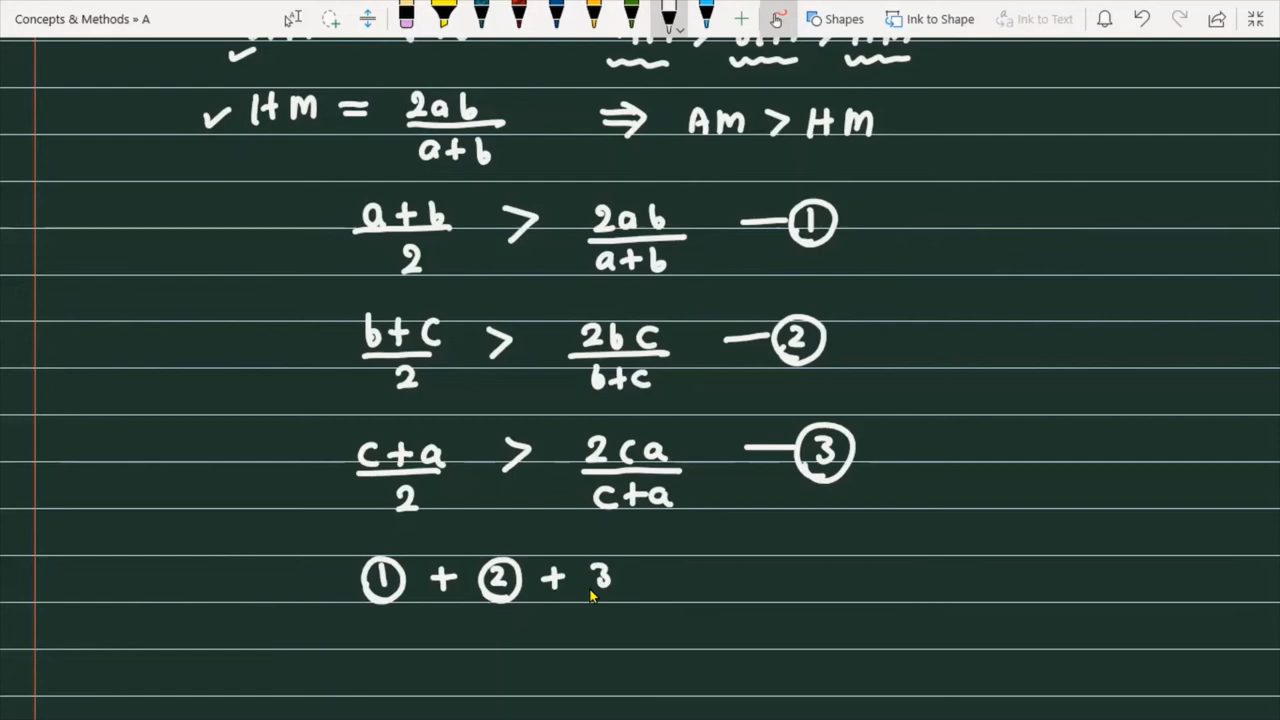 Concepts & Methods » A
Shapes
Ink to Shape
Ink to Text
HM = 2ab / a+b ⇒ AM > HM
a+b / 2 > 2ab / a+b — ①
b+c / 2 > 2bc / b+c — ②
c+a / 2 > 2ca / c+a — ③
① + ② + 3